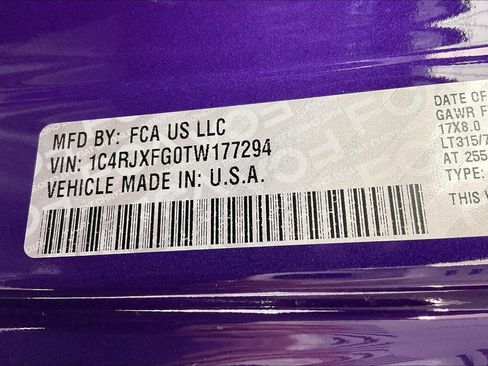 MFD BY: FCA US LLC
VIN: 1C4RJXFG0TW177294
VEHICLE MADE IN: U.S.A.
DATE OF
GAWR F
17X8.0
LT315/7
AT 255
TYPE:
THIS V